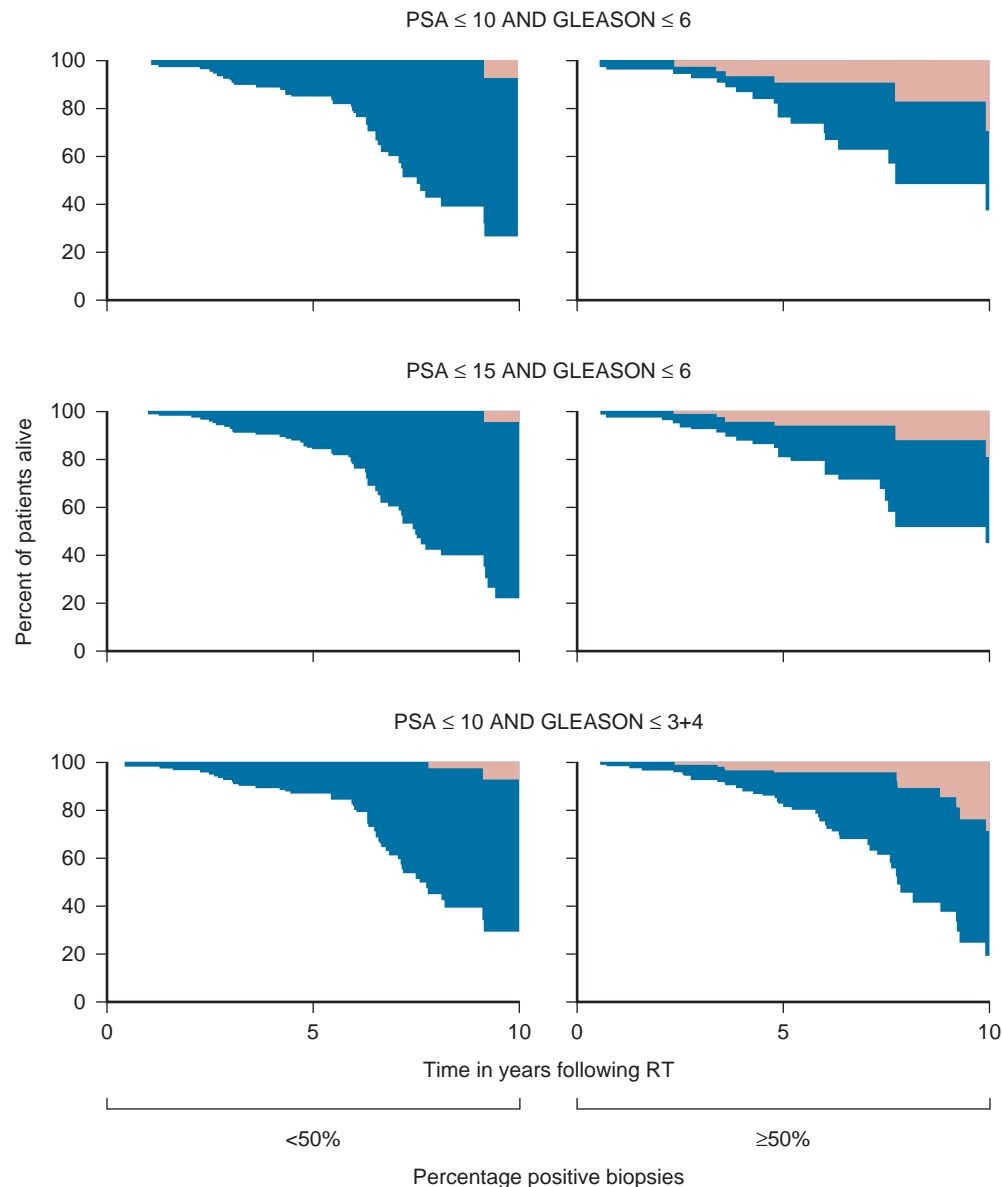 PSA ≤ 10 AND GLEASON ≤ 6
100
80
60
40
20
0
PSA ≤ 15 AND GLEASON ≤ 6
100
80
60
40
20
0
Percent of patients alive
PSA ≤ 10 AND GLEASON ≤ 3+4
100
80
60
40
20
0
0 5 10 0 5 10
Time in years following RT
<50% ≥50%
Percentage positive biopsies